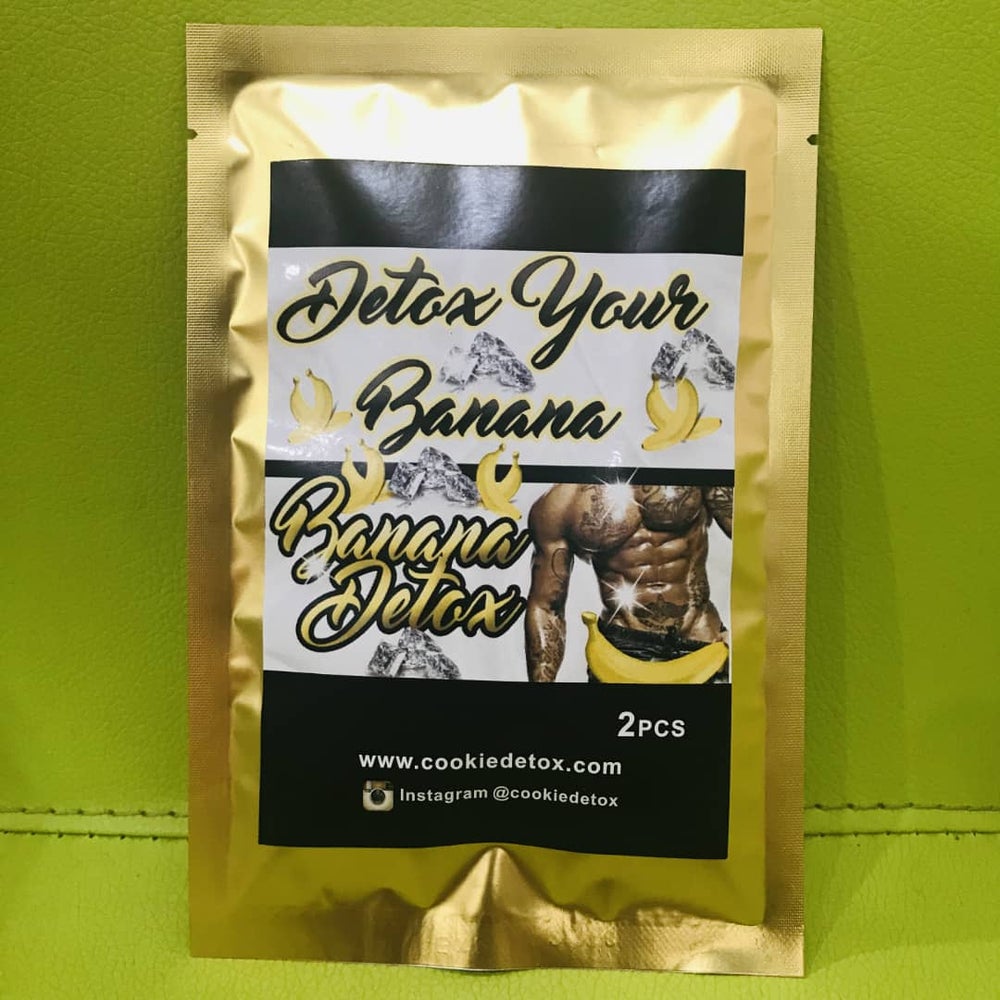 Detox Your
Banana
Banana
Detox
2PCS
www.cookiedetox.com
Instagram @cookiedetox